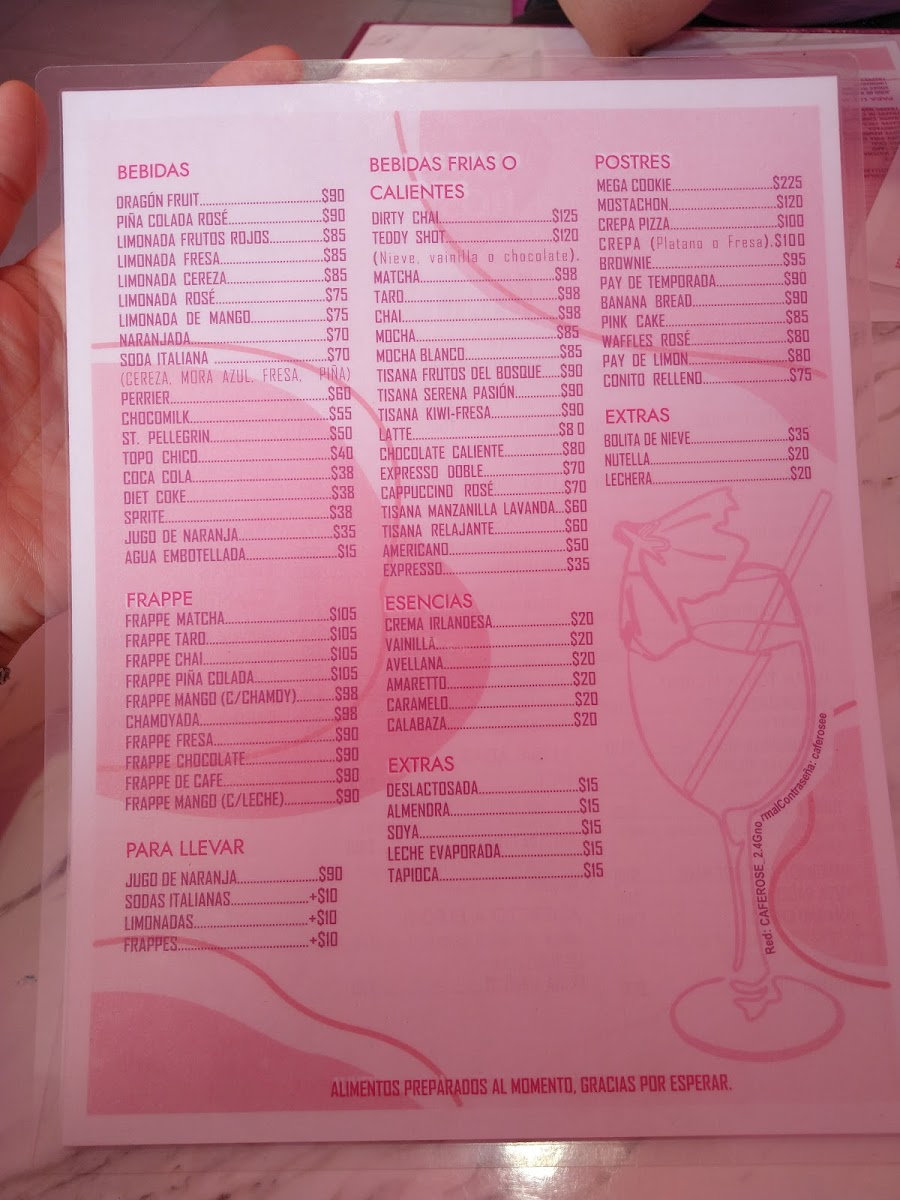 BEBIDAS
DRAGÓN FRUIT..............................$90
PIÑA COLADA ROSÉ.......................$90
LIMONADA FRUTOS ROJOS.............$85
LIMONADA FRESA.........................$85
LIMONADA CEREZA........................$85
LIMONADA ROSÉ...........................$75
LIMONADA DE MANGO...................$75
NARANJADA..................................$70
SODA ITALIANA ............................$70
(CEREZA, MORA AZUL, FRESA, PIÑA)
PERRIER......................................$60
CHOCOMILK..................................$55
ST. PELLEGRIN.............................$50
TOPO CHICO.................................$40
COCA COLA..................................$38
DIET COKE...................................$38
SPRITE........................................$38
JUGO DE NARANJA.........................$35
AGUA EMBOTELLADA......................$15
FRAPPE
FRAPPE MATCHA..........................$105
FRAPPE TARO..............................$105
FRAPPE CHAI...............................$105
FRAPPE PIÑA COLADA...................$105
FRAPPE MANGO (C/CHAMOY).........$98
CHAMOYADA.................................$98
FRAPPE FRESA..............................$90
FRAPPE CHOCOLATE......................$90
FRAPPE DE CAFE...........................$90
FRAPPE MANGO (C/LECHE).............$90
PARA LLEVAR
JUGO DE NARANJA....................$90
SODAS ITALIANAS...................+$10
LIMONADAS............................+$10
FRAPPES................................+$10
BEBIDAS FRIAS O
CALIENTES
DIRTY CHAI............................$125
TEDDY SHOT...........................$120
(Nieve, vainilla o chocolate).
MATCHA.................................$98
TARO......................................$98
CHAI.......................................$98
MOCHA...................................$85
MOCHA BLANCO.......................$85
TISANA FRUTOS DEL BOSQUE....$90
TISANA SERENA PASIÓN...........$90
TISANA KIWI-FRESA.................$90
LATTE....................................$8 0
CHOCOLATE CALIENTE..............$80
EXPRESSO DOBLE....................$70
CAPPUCCINO ROSÉ.................$70
TISANA MANZANILLA LAVANDA...$60
TISANA RELAJANTE.................$60
AMERICANO............................$50
EXPRESSO..............................$35
ESENCIAS
CREMA IRLANDESA...................$20
VAINILLA................................$20
AVELLANA..............................$20
AMARETTO.............................$20
CARAMELO.............................$20
CALABAZA..............................$20
EXTRAS
DESLACTOSADA.......................$15
ALMENDRA.............................$15
SOYA.....................................$15
LECHE EVAPORADA..................$15
TAPIOCA.................................$15
POSTRES
MEGA COOKIE.........................$225
MOSTACHON..........................$120
CREPA PIZZA..........................$100
CREPA (Platano o Fresa).$100
BROWNIE...............................$95
PAY DE TEMPORADA................$90
BANANA BREAD......................$90
PINK CAKE.............................$85
WAFFLES ROSÉ......................$80
PAY DE LIMON........................$80
CONITO RELLENO....................$75
EXTRAS
BOLITA DE NIEVE.....................$35
NUTELLA................................$20
LECHERA................................$20
Red: CAFEROSE_2.4Gnormal Contraseña: caferosee
ALIMENTOS PREPARADOS AL MOMENTO, GRACIAS POR ESPERAR.